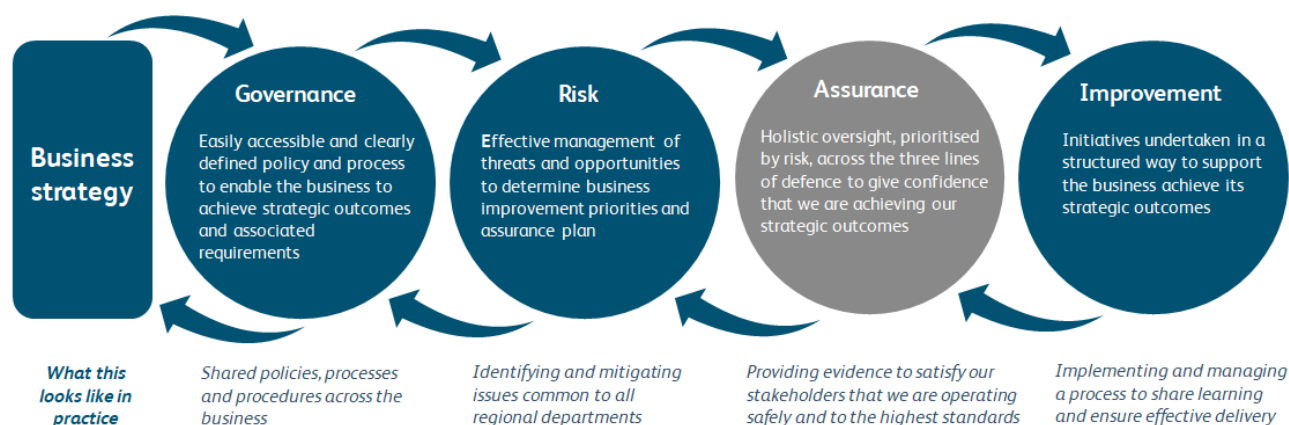 Business
strategy
Governance
Easily accessible and clearly
defined policy and process
to enable the business to
achieve strategic outcomes
and associated
requirements
Risk
Effective management of
threats and opportunities
to determine business
improvement priorities and
assurance plan
Assurance
Holistic oversight, prioritised
by risk, across the three lines
of defence to give confidence
that we are achieving our
strategic outcomes
Improvement
Initiatives undertaken in a
structured way to support
the business achieve its
strategic outcomes
What this
looks like in
practice
Shared policies, processes
and procedures across the
business
Identifying and mitigating
issues common to all
regional departments
Providing evidence to satisfy our
stakeholders that we are operating
safely and to the highest standards
Implementing and managing
a process to share learning
and ensure effective delivery